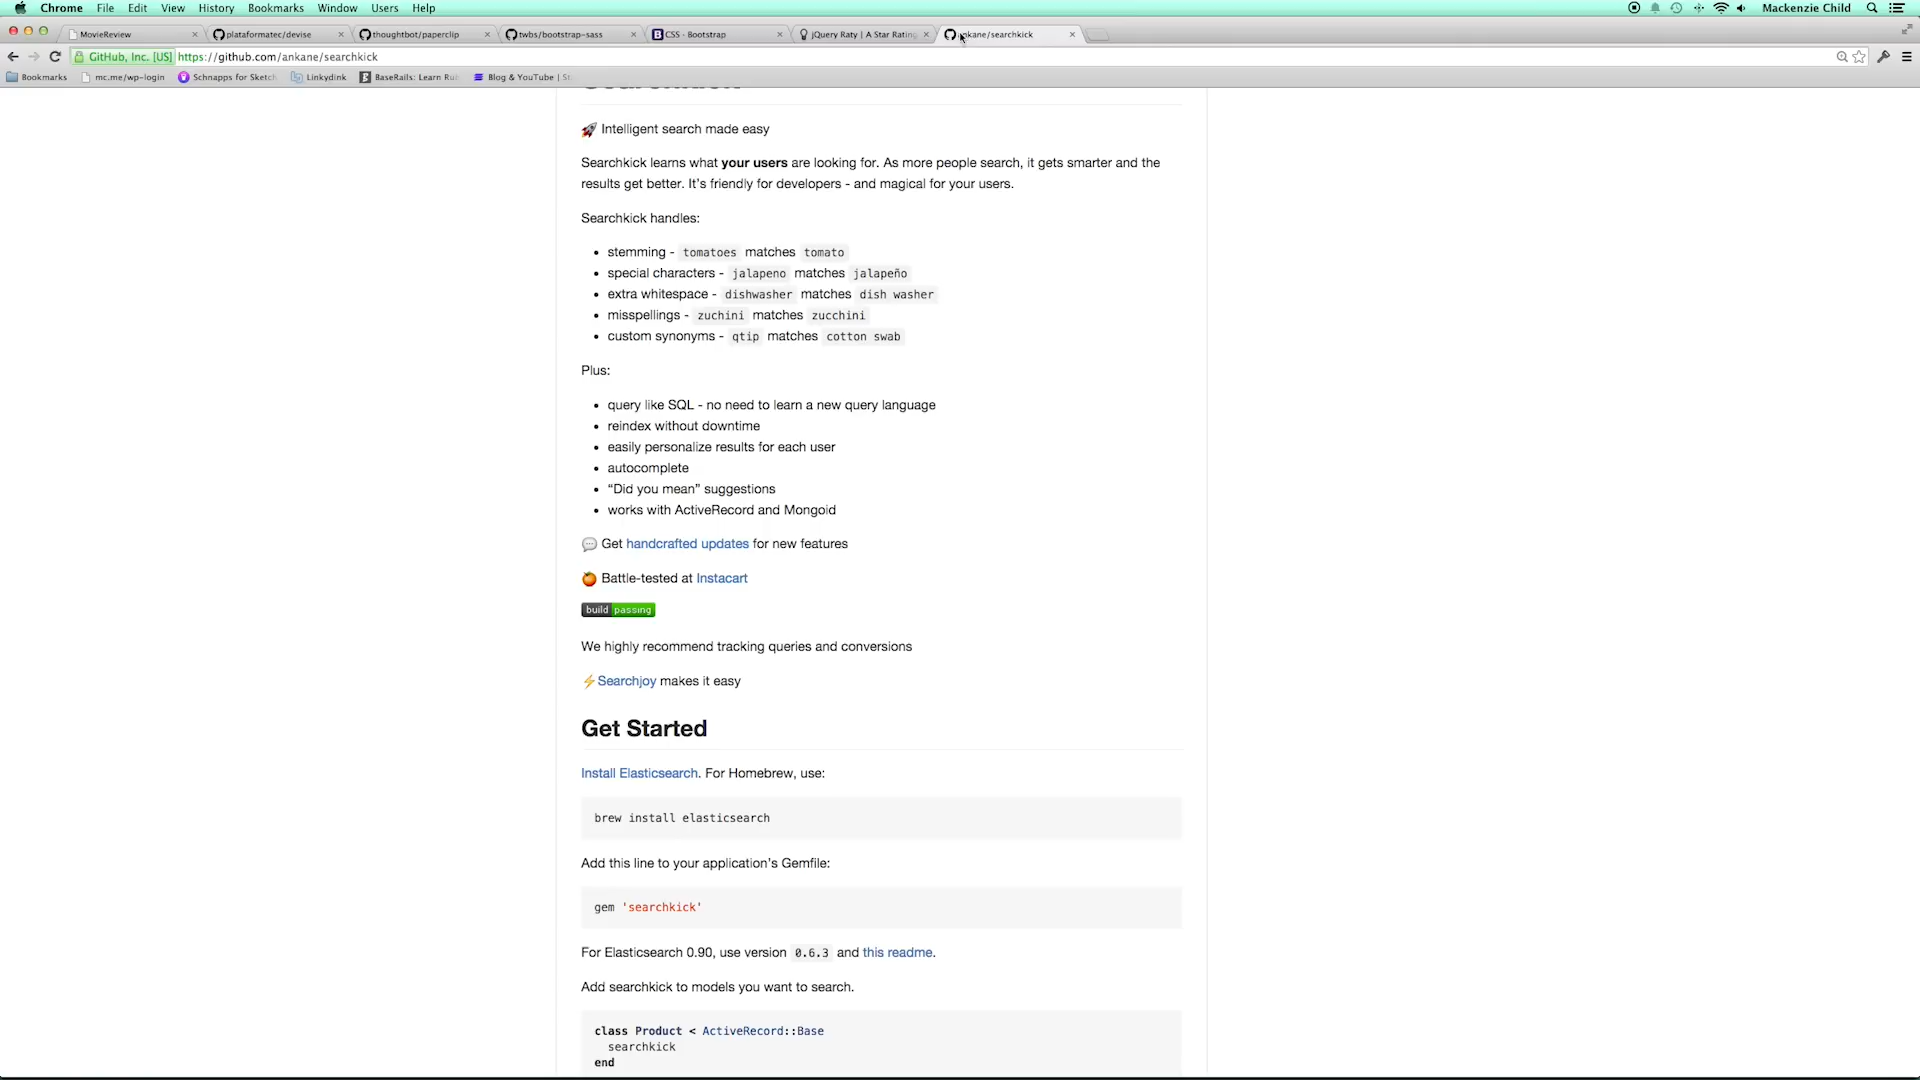 Chrome File Edit View History Bookmarks Window Users Help Mackenzie Child
MovieReview plataformatec/devise thoughtbot/paperclip twbs/bootstrap-sass CSS - Bootstrap jQuery Raty | A Star Rating ankane/searchkick
GitHub, Inc. [US] https://github.com/ankane/searchkick
Bookmarks mc.me/wp-login Schnapps for Sketch Linkydink BaseRails: Learn Ru Blog & YouTube | St
🚀 Intelligent search made easy
Searchkick learns what your users are looking for. As more people search, it gets smarter and the
results get better. It's friendly for developers - and magical for your users.
Searchkick handles:
• stemming - tomatoes matches tomato
• special characters - jalapeno matches jalapeño
• extra whitespace - dishwasher matches dish washer
• misspellings - zuchini matches zucchini
• custom synonyms - qtip matches cotton swab
Plus:
• query like SQL - no need to learn a new query language
• reindex without downtime
• easily personalize results for each user
• autocomplete
• “Did you mean” suggestions
• works with ActiveRecord and Mongoid
💬 Get handcrafted updates for new features
🍊 Battle-tested at Instacart
build passing
We highly recommend tracking queries and conversions
⚡Searchjoy makes it easy
Get Started
Install Elasticsearch. For Homebrew, use:
brew install elasticsearch
Add this line to your application's Gemfile:
gem 'searchkick'
For Elasticsearch 0.90, use version 0.6.3 and this readme.
Add searchkick to models you want to search.
class Product < ActiveRecord::Base
searchkick
end